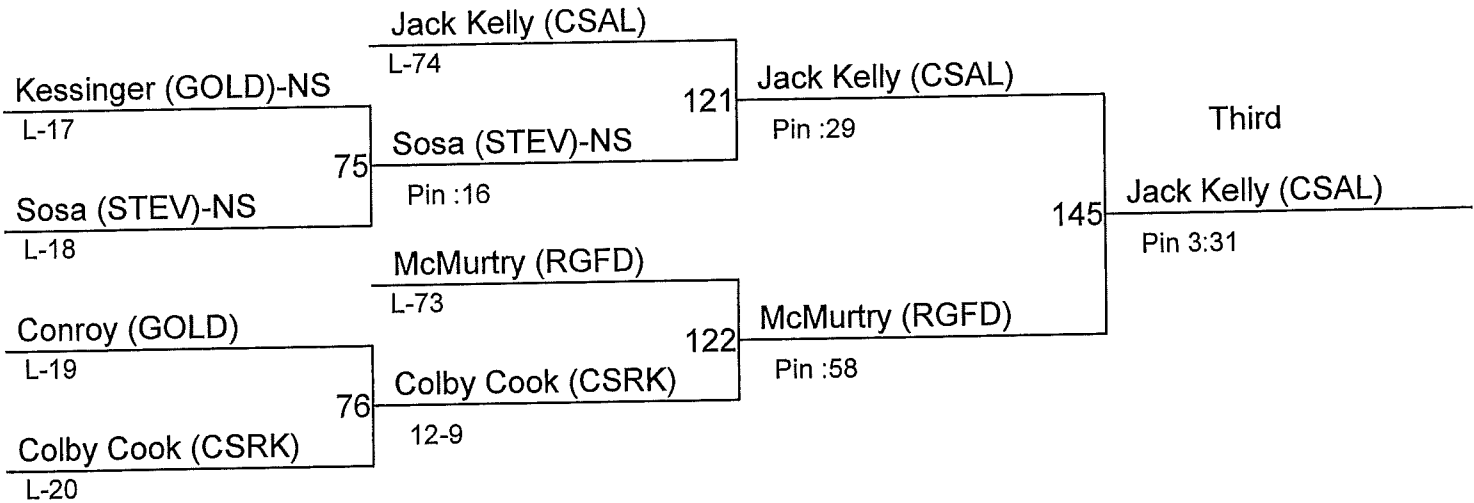 Jack Kelly (CSAL)
L-74
Kessinger (GOLD)-NS
L-17
75
Sosa (STEV)-NS
L-18
Sosa (STEV)-NS
Pin :16
121
Jack Kelly (CSAL)
Pin :29
McMurtry (RGFD)
L-73
Conroy (GOLD)
L-19
76
Colby Cook (CSRK)
L-20
Colby Cook (CSRK)
12-9
122
McMurtry (RGFD)
Pin :58
145
Third
Jack Kelly (CSAL)
Pin 3:31